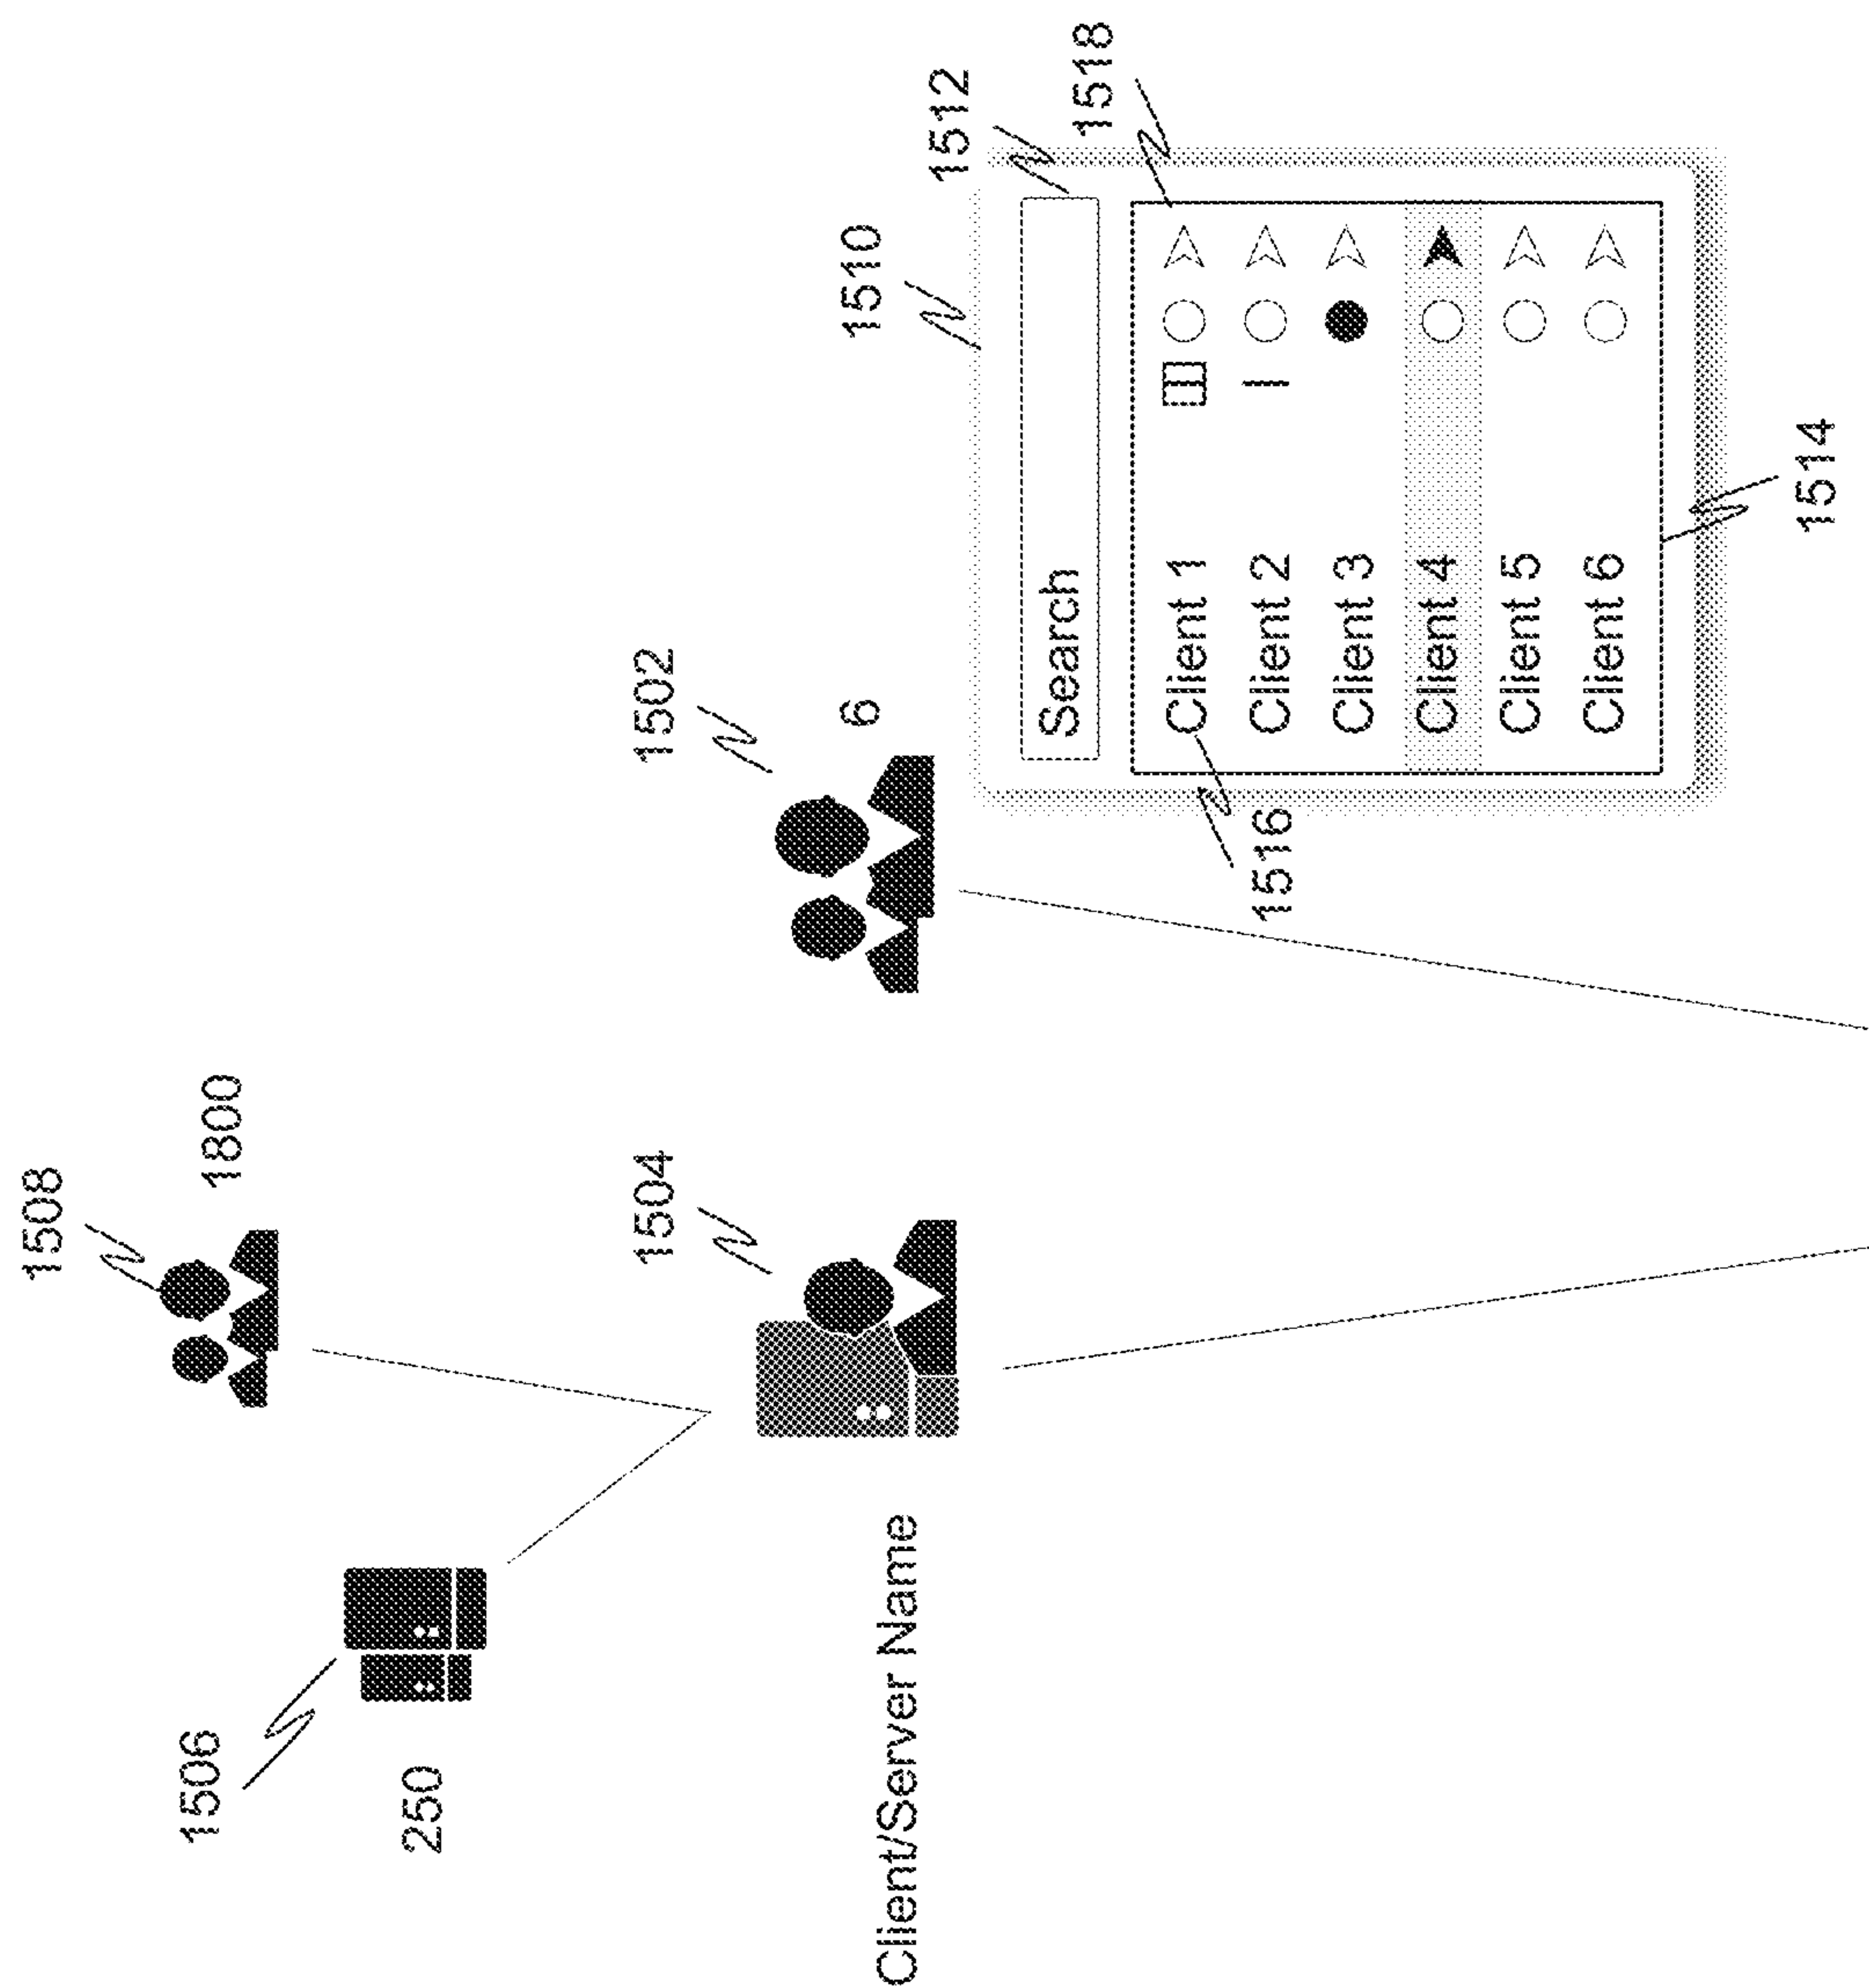 1508
1800
1506
250
1504
Client/Server Name
1502
6
1510
1512
1518
Search
Client 1
Client 2
Client 3
Client 4
Client 5
Client 6
1516
1514